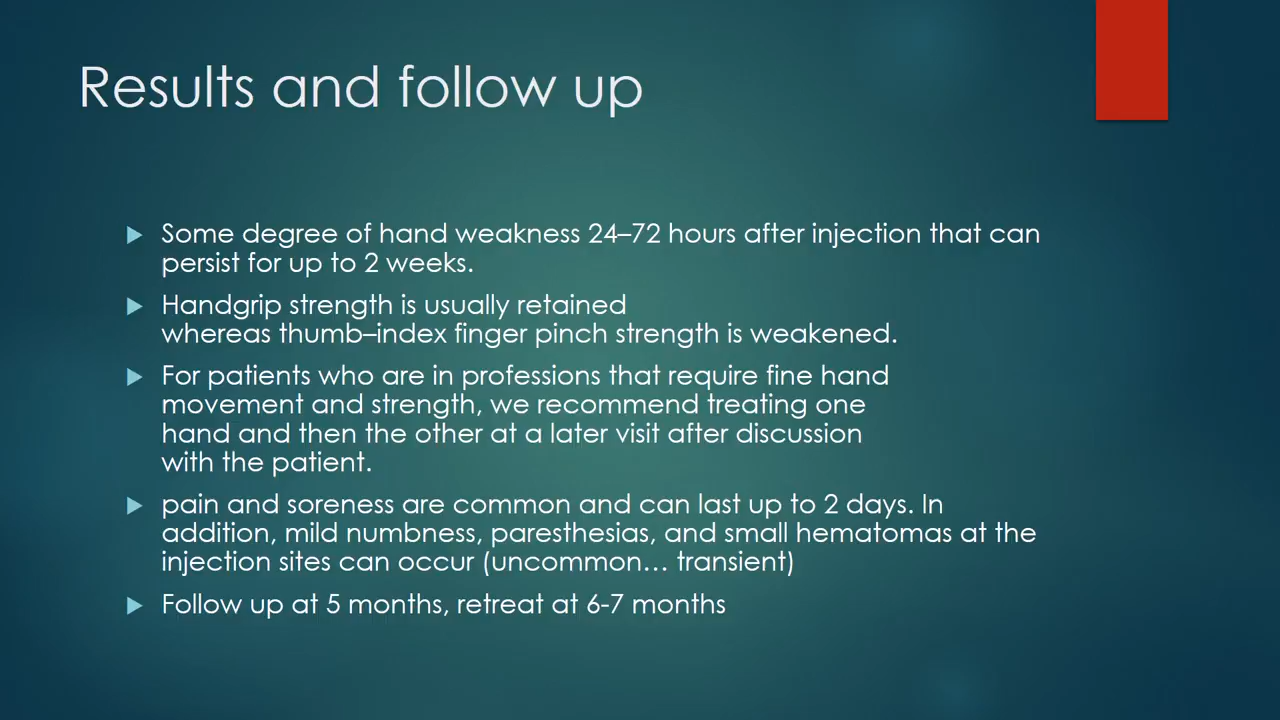 Results and follow up
Some degree of hand weakness 24–72 hours after injection that can
persist for up to 2 weeks.
Handgrip strength is usually retained
whereas thumb–index finger pinch strength is weakened.
For patients who are in professions that require fine hand
movement and strength, we recommend treating one
hand and then the other at a later visit after discussion
with the patient.
pain and soreness are common and can last up to 2 days. In
addition, mild numbness, paresthesias, and small hematomas at the
injection sites can occur (uncommon… transient)
Follow up at 5 months, retreat at 6-7 months